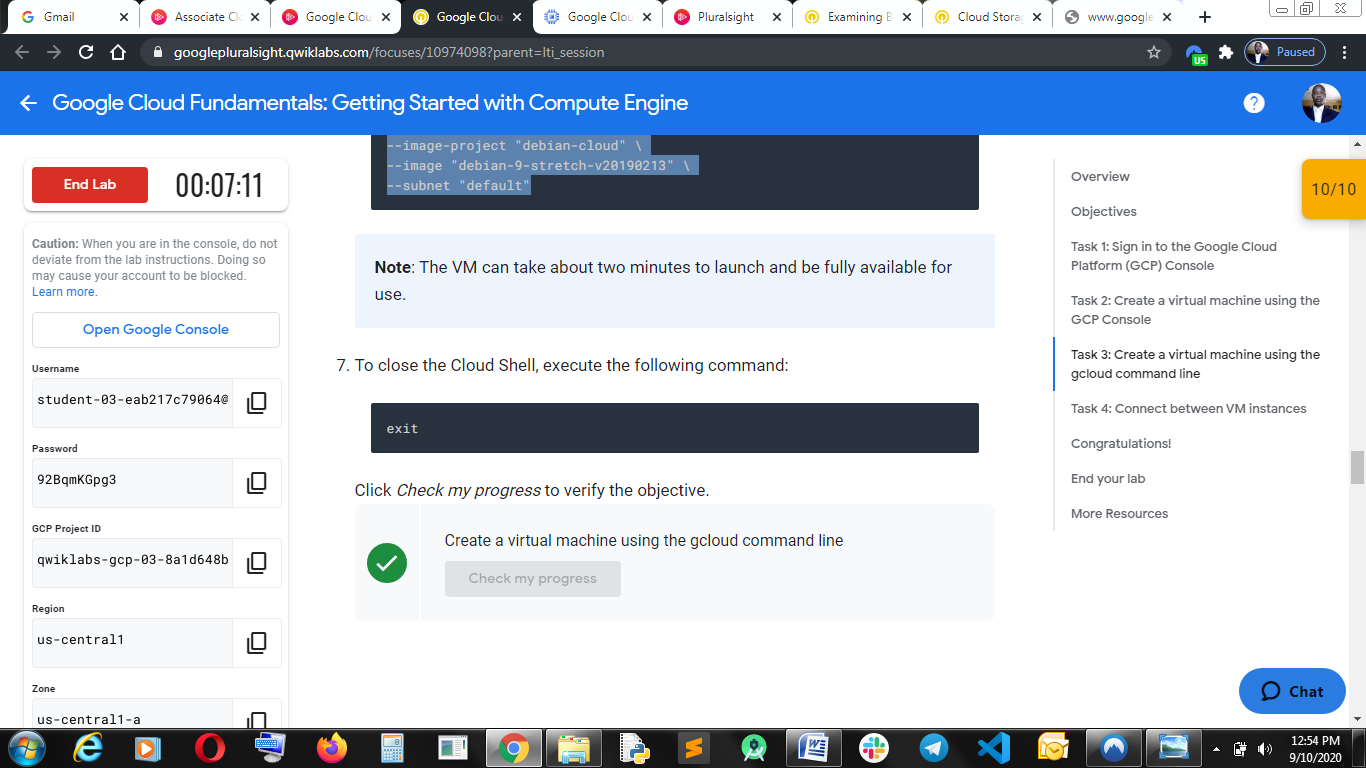 Gmail
Associate Cl
Google Clou
Google Clou
Google Clou
Pluralsight
Examining B
Cloud Storag
www.google
googlepluralsight.qwiklabs.com/focuses/10974098?parent=lti_session
US
Paused
Google Cloud Fundamentals: Getting Started with Compute Engine
End Lab
00:07:11
Caution: When you are in the console, do not
deviate from the lab instructions. Doing so
may cause your account to be blocked.
Learn more.
Open Google Console
Username
student-03-eab217c79064@
Password
92BqmKGpg3
GCP Project ID
qwiklabs-gcp-03-8a1d648b
Region
us-central1
Zone
us-central1-a
--image-project "debian-cloud" \
--image "debian-9-stretch-v20190213" \
--subnet "default"
Note: The VM can take about two minutes to launch and be fully available for
use.
7. To close the Cloud Shell, execute the following command:
exit
Click Check my progress to verify the objective.
Create a virtual machine using the gcloud command line
Check my progress
Overview
Objectives
Task 1: Sign in to the Google Cloud
Platform (GCP) Console
Task 2: Create a virtual machine using the
GCP Console
Task 3: Create a virtual machine using the
gcloud command line
Task 4: Connect between VM instances
Congratulations!
End your lab
More Resources
10/10
Chat
12:54 PM
9/10/2020